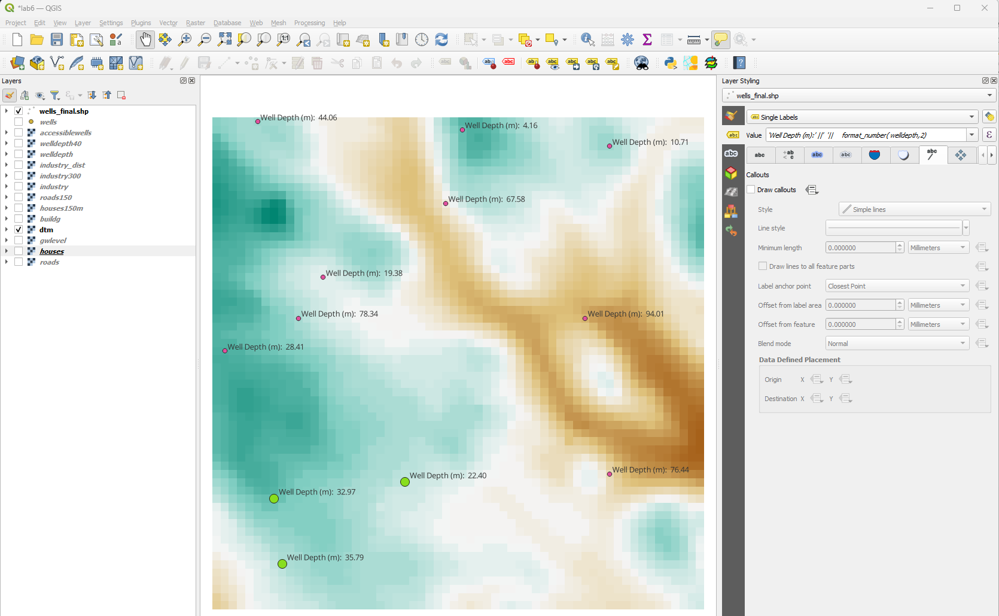 *lab6 — QGIS
Project Edit View Layer Settings Plugins Vector Raster Database Web Mesh Processing Help
Layers
wells_final.shp
wells
accessiblewells
welldepth40
welldepth
industry_dist
industry300
industry
roads150
houses150m
buildg
dtm
gwlevel
houses
roads
Well Depth (m): 44.06
Well Depth (m): 4.16
Well Depth (m): 10.71
Well Depth (m): 67.58
Well Depth (m): 19.38
Well Depth (m): 78.34
Well Depth (m): 94.01
Well Depth (m): 28.41
Well Depth (m): 76.44
Well Depth (m): 22.40
Well Depth (m): 32.97
Well Depth (m): 35.79
Layer Styling
wells_final.shp
Single Labels
Value 'Well Depth (m):' ||' '|| format_number( welldepth,2)
Callouts
Draw callouts
Style Simple lines
Line style
Minimum length 0.000000 Millimeters
Draw lines to all feature parts
Label anchor point Closest Point
Offset from label area 0.000000 Millimeters
Offset from feature 0.000000 Millimeters
Blend mode Normal
Data Defined Placement
Origin X Y
Destination X Y